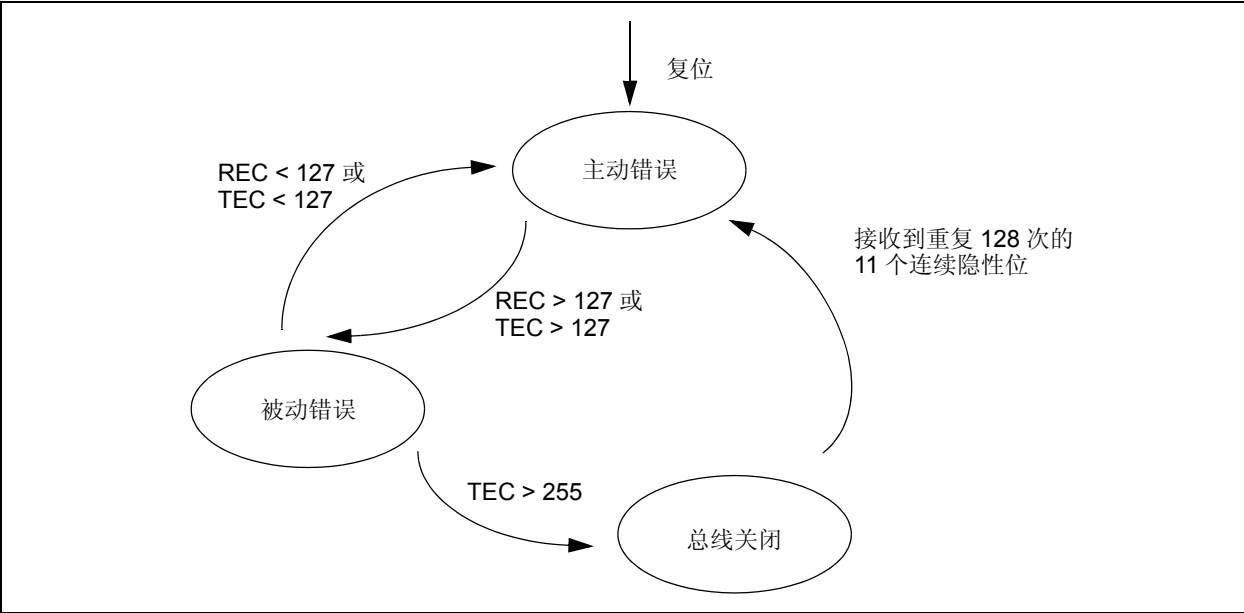 复位
主动错误
REC < 127 或
TEC < 127
接收到重复 128 次的
11 个连续隐性位
REC > 127 或
TEC > 127
被动错误
TEC > 255
总线关闭